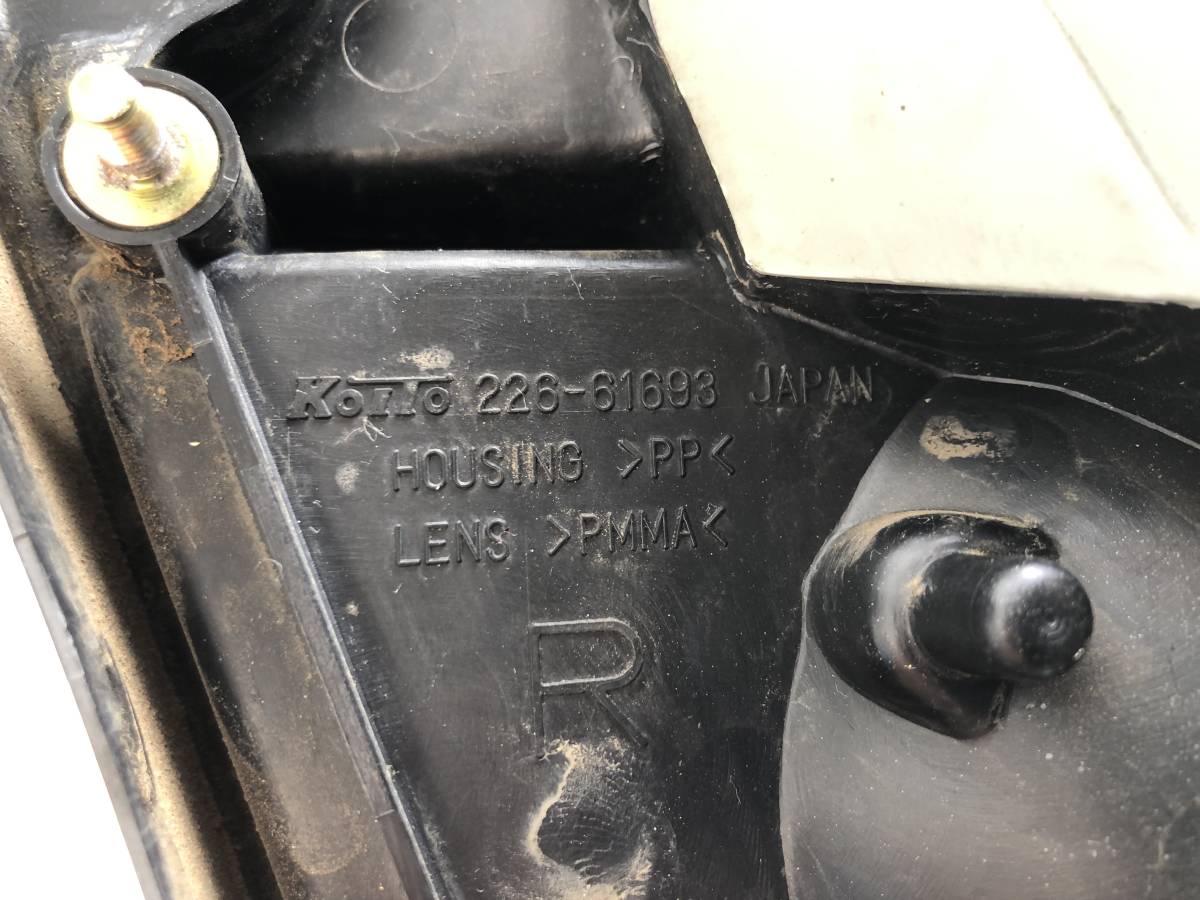 KOITO 226-61693 JAPAN
HOUSING >PP<
LENS >PMMA<
R